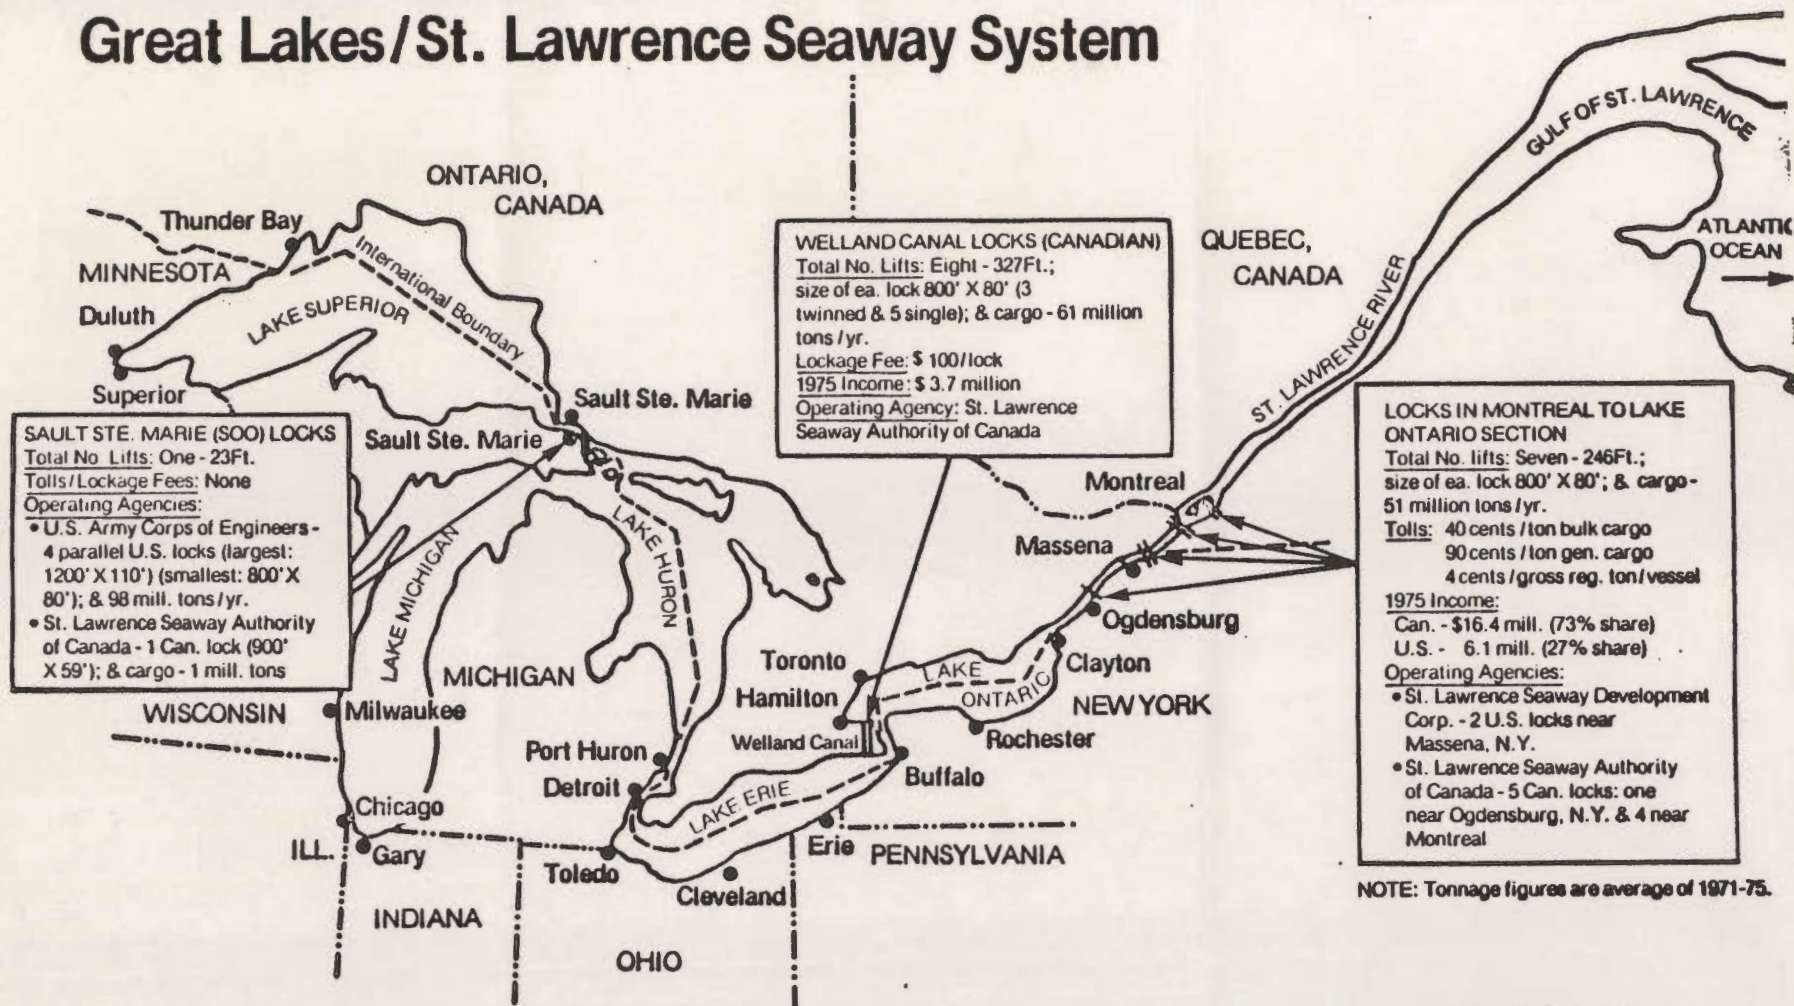 Great Lakes/St. Lawrence Seaway System
ONTARIO,
CANADA
Thunder Bay
MINNESOTA
Duluth
Superior
LAKE SUPERIOR
International Boundary
Sault Ste. Marie
Sault Ste. Marie
SAULT STE. MARIE (SOO) LOCKS
Total No. Lifts: One - 23Ft.
Tolls/Lockage Fees: None
Operating Agencies:
• U.S. Army Corps of Engineers -
4 parallel U.S. locks (largest:
1200' X 110') (smallest: 800' X
80'); & 98 mill. tons/yr.
• St. Lawrence Seaway Authority
of Canada - 1 Can. lock (900'
X 59'); & cargo - 1 mill. tons
WELLAND CANAL LOCKS (CANADIAN)
Total No. Lifts: Eight - 327Ft.;
size of ea. lock 800' X 80' (3
twinned & 5 single); & cargo - 61 million
tons/yr.
Lockage Fee: $ 100/lock
1975 Income: $ 3.7 million
Operating Agency: St. Lawrence
Seaway Authority of Canada
QUEBEC,
CANADA
GULF OF ST. LAWRENCE
ATLANTIC
OCEAN
ST. LAWRENCE RIVER
LOCKS IN MONTREAL TO LAKE
ONTARIO SECTION
Total No. lifts: Seven - 246Ft.;
size of ea. lock 800' X 80'; & cargo -
51 million tons/yr.
Tolls: 40 cents/ton bulk cargo
90 cents/ton gen. cargo
4 cents/gross reg. ton/vessel
1975 Income:
Can. - $16.4 mill. (73% share)
U.S. - 6.1 mill. (27% share)
Operating Agencies:
• St. Lawrence Seaway Development
Corp. - 2 U.S. locks near
Massena, N.Y.
• St. Lawrence Seaway Authority
of Canada - 5 Can. locks: one
near Ogdensburg, N.Y. & 4 near
Montreal
NOTE: Tonnage figures are average of 1971-75.
Montreal
Massena
Ogdensburg
Clayton
LAKE MICHIGAN
LAKE HURON
MICHIGAN
Toronto
Hamilton
LAKE
ONTARIO
NEW YORK
Rochester
Welland Canal
Buffalo
WISCONSIN
Milwaukee
Port Huron
Detroit
LAKE ERIE
Chicago
ILL.
Gary
Toledo
Cleveland
Erie
PENNSYLVANIA
INDIANA
OHIO